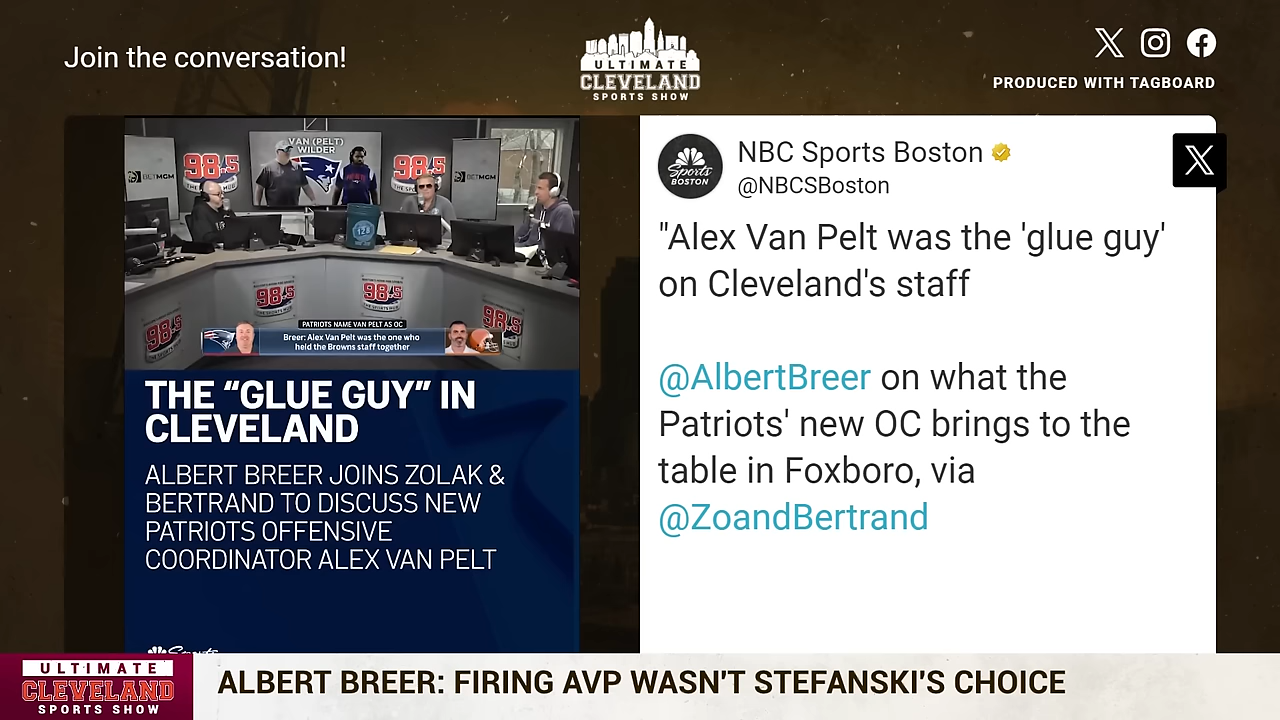 Join the conversation!
ULTIMATE
CLEVELAND
SPORTS SHOW
PRODUCED WITH TAGBOARD
VAN (PELT)
WILDER
98.5
98.5
BETMGM
BETMGM
98.5
98.5
98.5
98.5
PATRIOTS NAME VAN PELT AS OC
Breer: Alex Van Pelt was the one who
held the Browns staff together
THE “GLUE GUY” IN
CLEVELAND
ALBERT BREER JOINS ZOLAK &
BERTRAND TO DISCUSS NEW
PATRIOTS OFFENSIVE
COORDINATOR ALEX VAN PELT
Sports
BOSTON
NBC Sports Boston
@NBCSBoston
"Alex Van Pelt was the 'glue guy'
on Cleveland's staff
@AlbertBreer on what the
Patriots' new OC brings to the
table in Foxboro, via
@ZoandBertrand
ULTIMATE
CLEVELAND
SPORTS SHOW
ALBERT BREER: FIRING AVP WASN'T STEFANSKI'S CHOICE